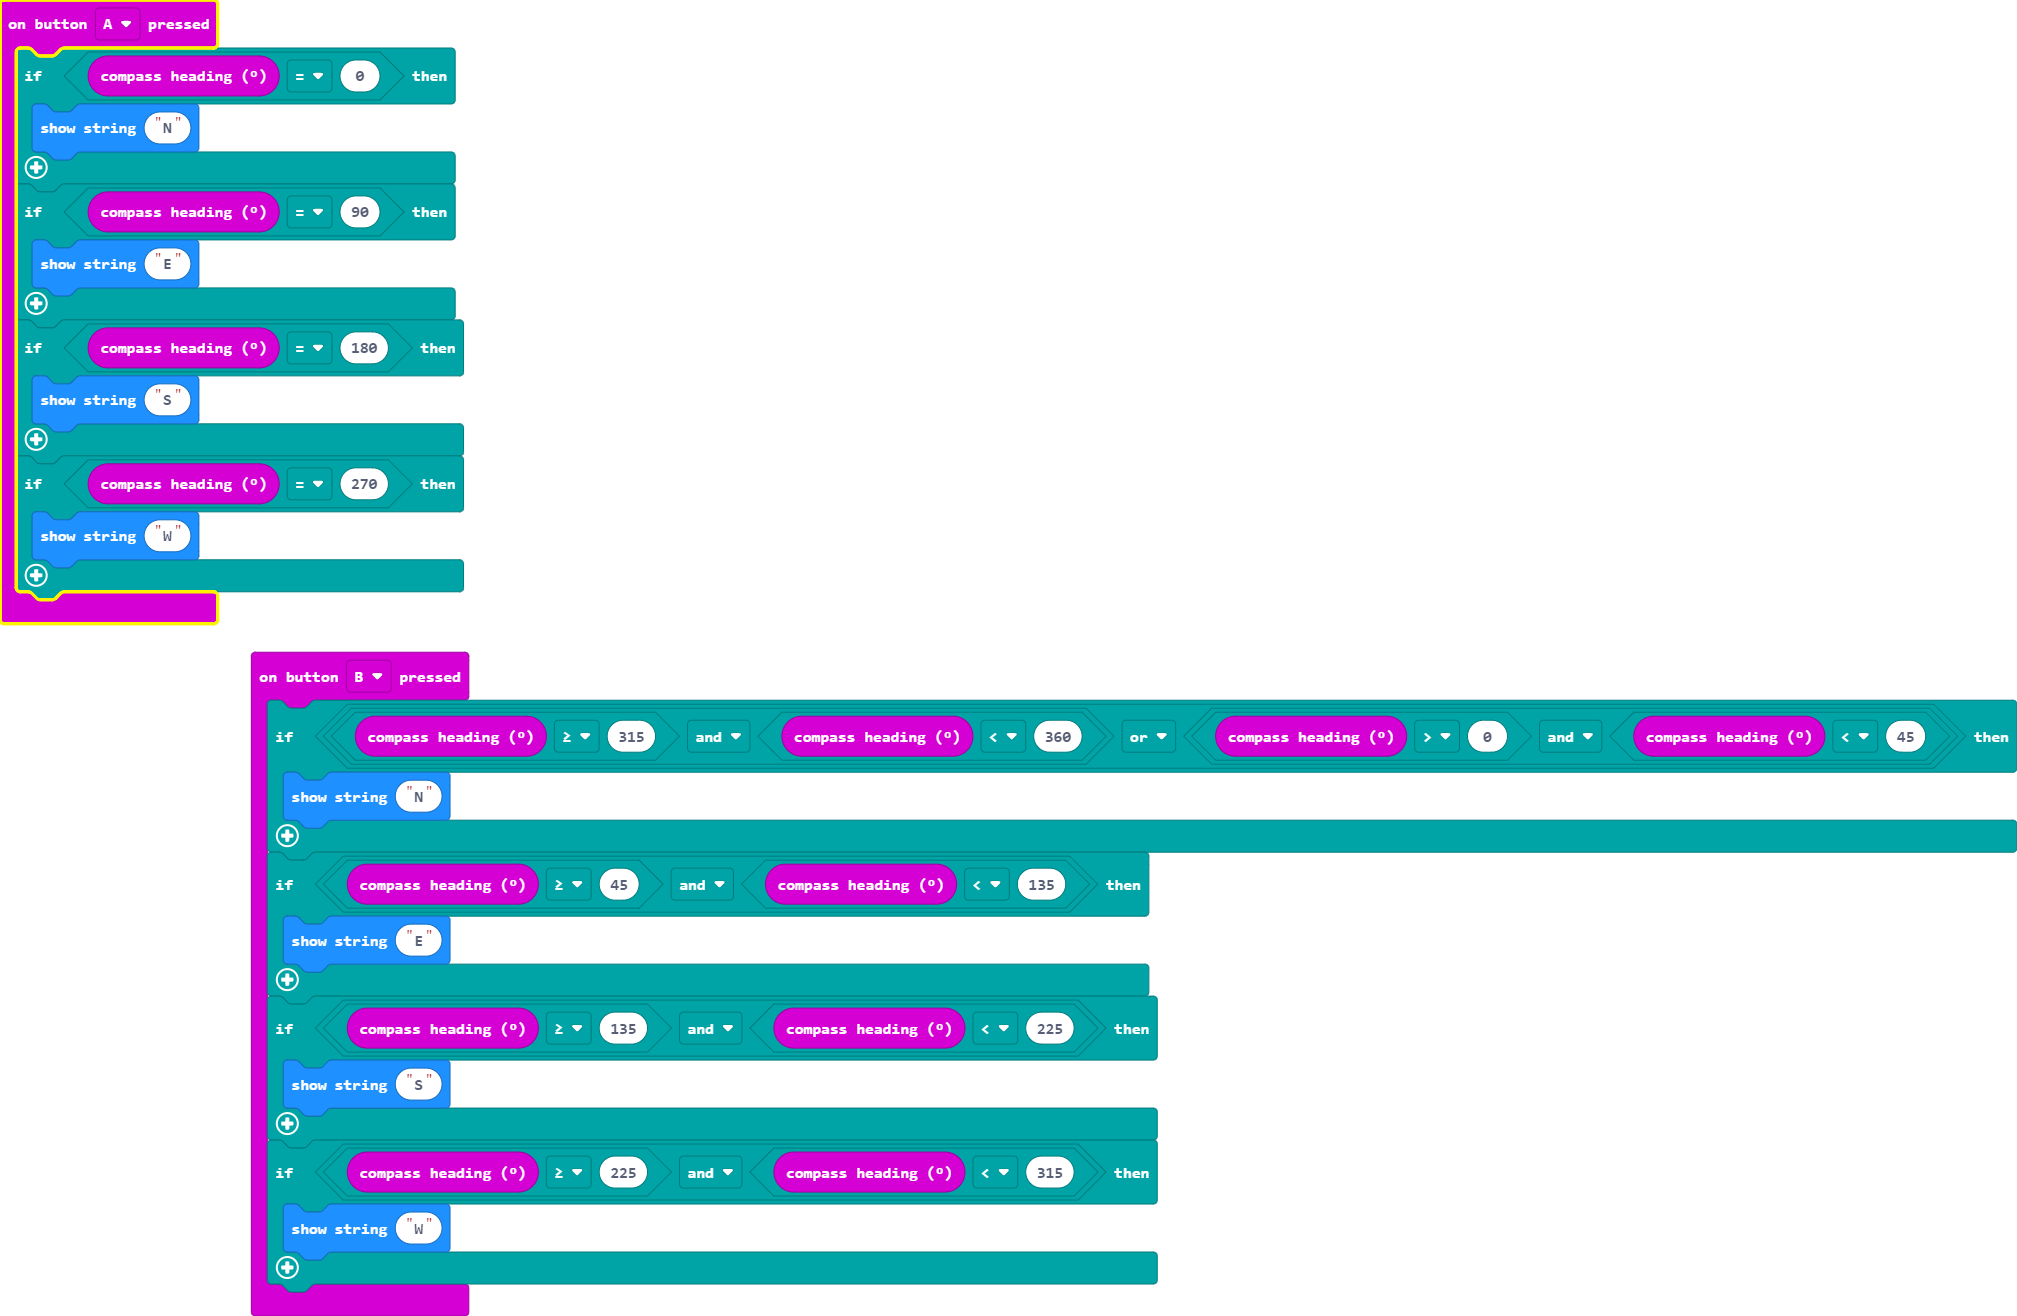 on button A pressed
if compass heading (º) = 0 then
show string "N"
if compass heading (º) = 90 then
show string "E"
if compass heading (º) = 180 then
show string "S"
if compass heading (º) = 270 then
show string "W"
on button B pressed
if compass heading (º) ≥ 315 and compass heading (º) < 360 or compass heading (º) > 0 and compass heading (º) < 45 then
show string "N"
if compass heading (º) ≥ 45 and compass heading (º) < 135 then
show string "E"
if compass heading (º) ≥ 135 and compass heading (º) < 225 then
show string "S"
if compass heading (º) ≥ 225 and compass heading (º) < 315 then
show string "W"